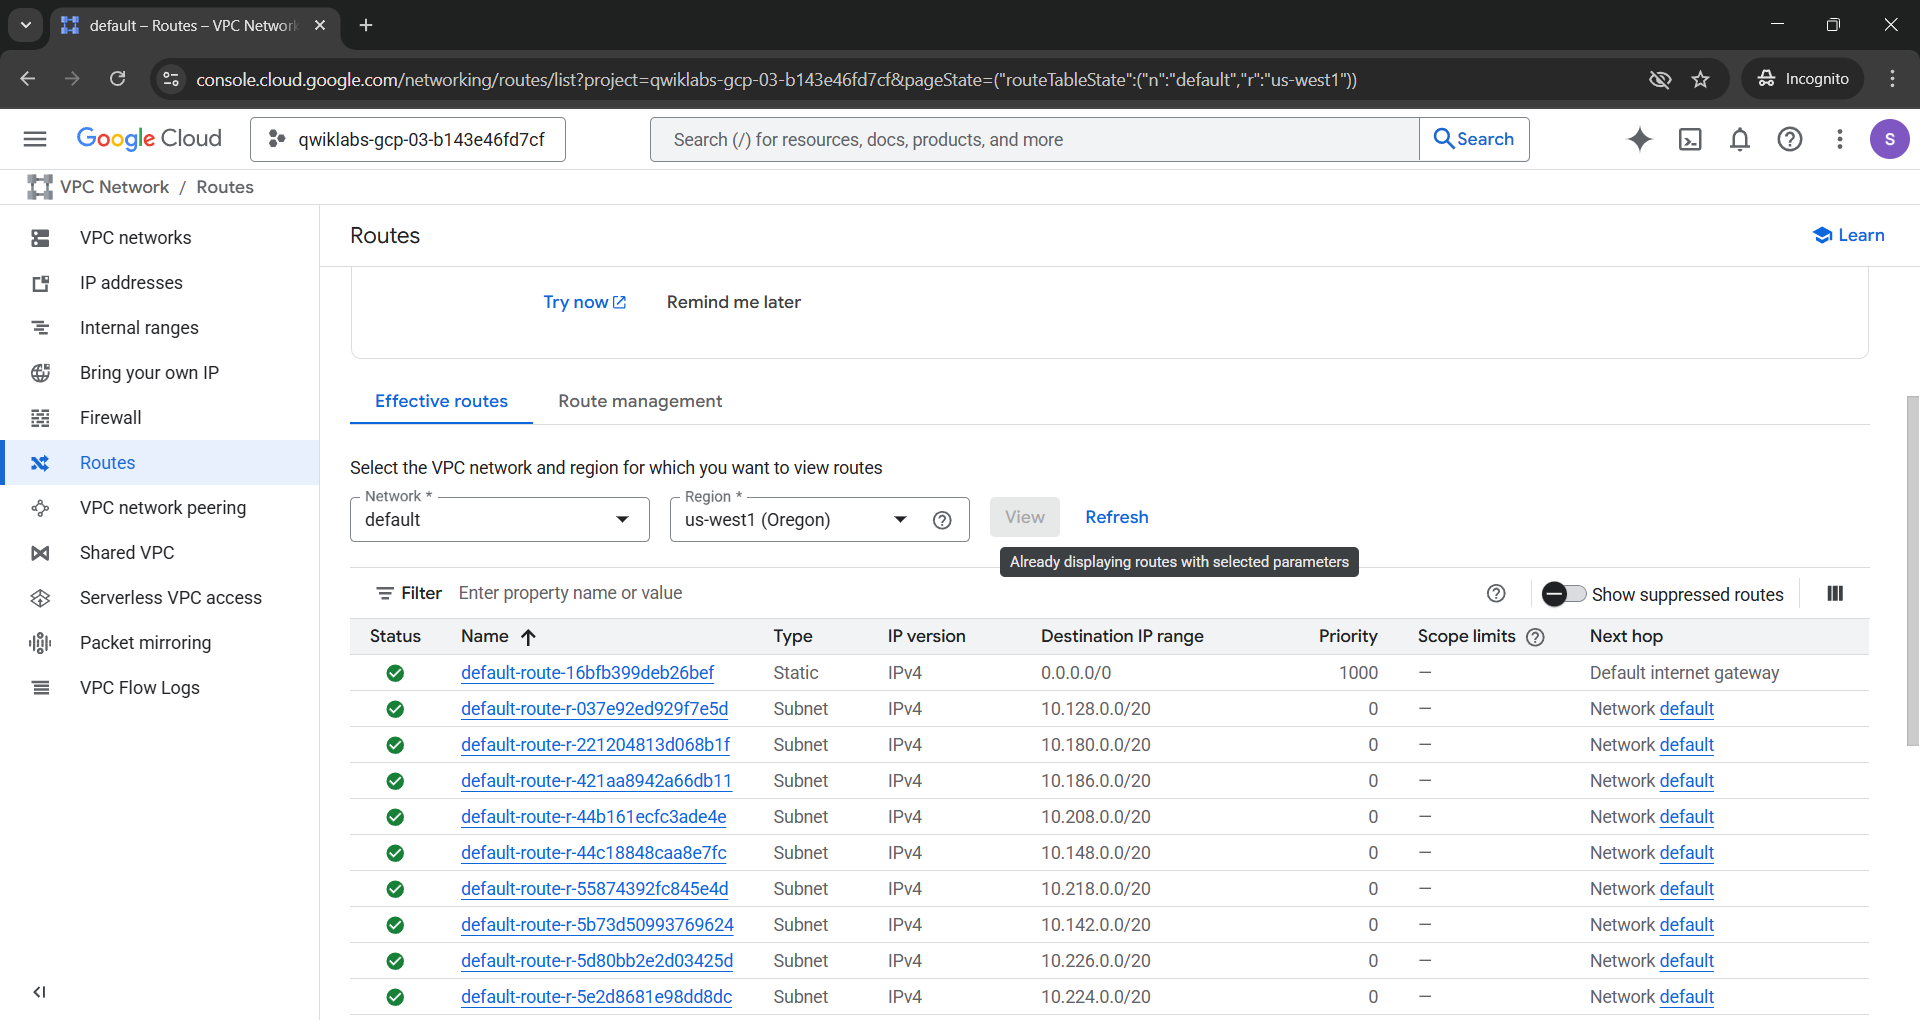 default – Routes – VPC Network
console.cloud.google.com/networking/routes/list?project=qwiklabs-gcp-03-b143e46fd7cf&pageState=("routeTableState":("n":"default","r":"us-west1"))
Incognito
Google Cloud
qwiklabs-gcp-03-b143e46fd7cf
Search (/) for resources, docs, products, and more
Search
S
VPC Network / Routes
VPC networks
IP addresses
Internal ranges
Bring your own IP
Firewall
Routes
VPC network peering
Shared VPC
Serverless VPC access
Packet mirroring
VPC Flow Logs
Routes
Learn
Try now
Remind me later
Effective routes
Route management
Select the VPC network and region for which you want to view routes
Network *
default
Region *
us-west1 (Oregon)
View
Refresh
Already displaying routes with selected parameters
Filter Enter property name or value
Show suppressed routes
Status Name Type IP version Destination IP range Priority Scope limits Next hop
default-route-16bfb399deb26bef Static IPv4 0.0.0.0/0 1000 — Default internet gateway
default-route-r-037e92ed929f7e5d Subnet IPv4 10.128.0.0/20 0 — Network default
default-route-r-221204813d068b1f Subnet IPv4 10.180.0.0/20 0 — Network default
default-route-r-421aa8942a66db11 Subnet IPv4 10.186.0.0/20 0 — Network default
default-route-r-44b161ecfc3ade4e Subnet IPv4 10.208.0.0/20 0 — Network default
default-route-r-44c18848caa8e7fc Subnet IPv4 10.148.0.0/20 0 — Network default
default-route-r-55874392fc845e4d Subnet IPv4 10.218.0.0/20 0 — Network default
default-route-r-5b73d50993769624 Subnet IPv4 10.142.0.0/20 0 — Network default
default-route-r-5d80bb2e2d03425d Subnet IPv4 10.226.0.0/20 0 — Network default
default-route-r-5e2d8681e98dd8dc Subnet IPv4 10.224.0.0/20 0 — Network default